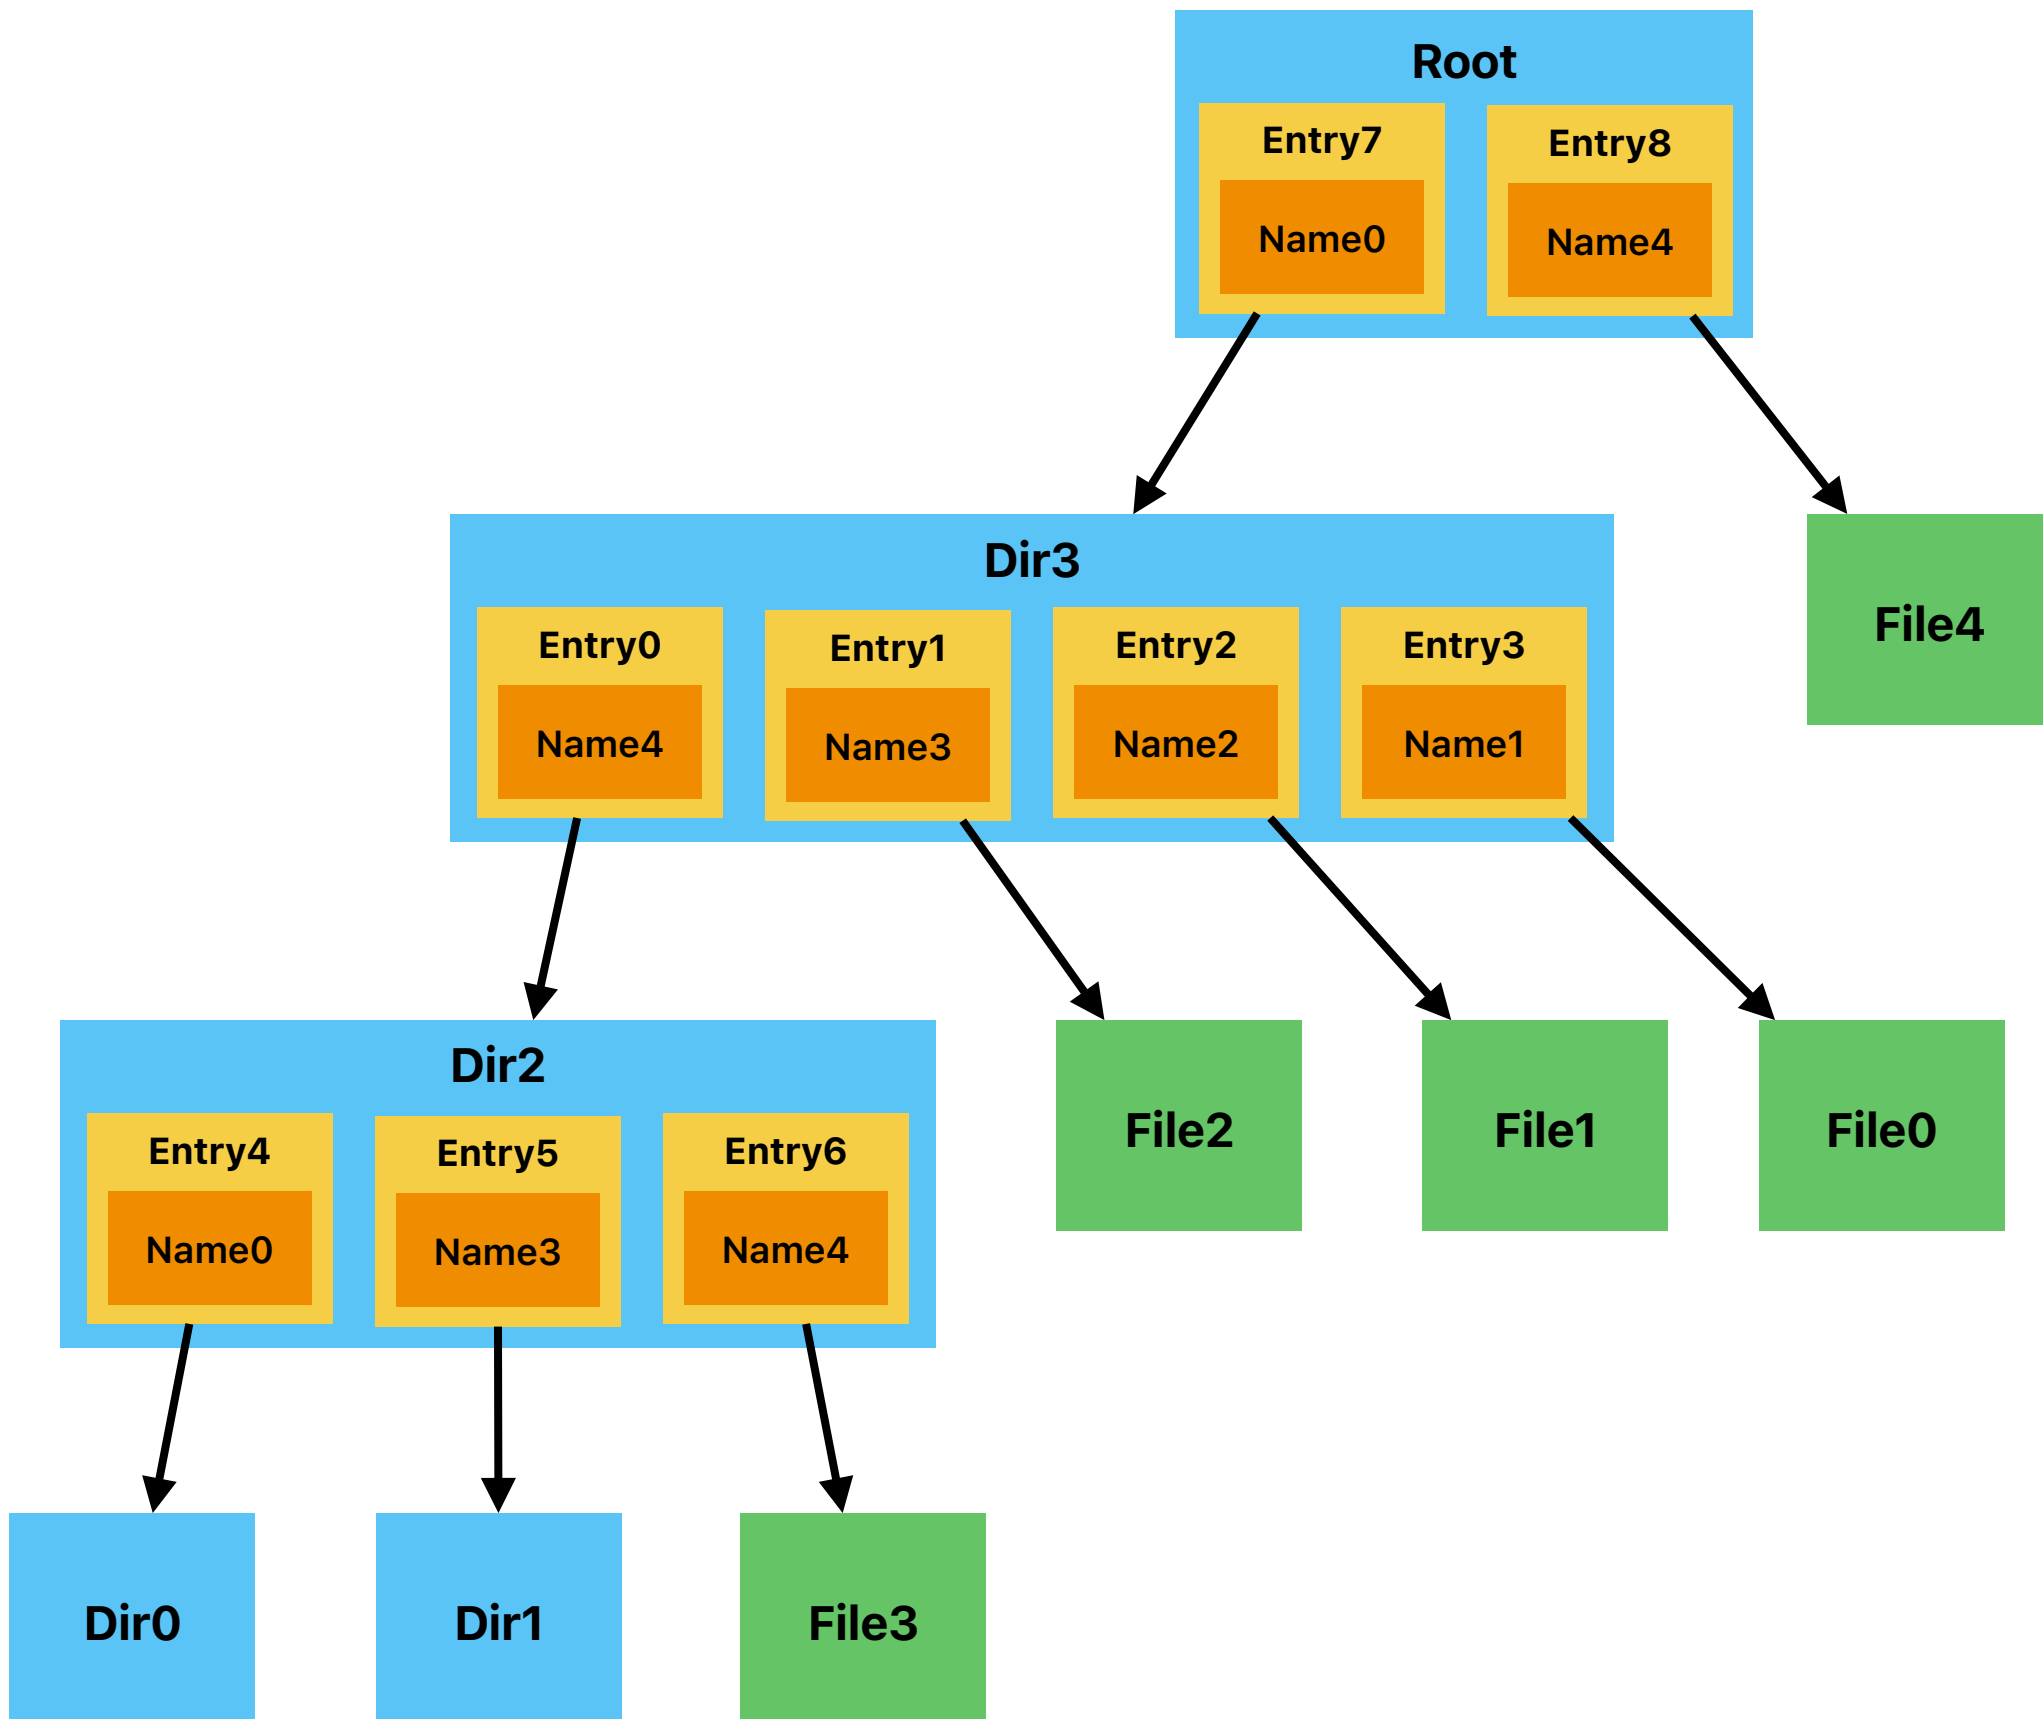 Root
Entry7
Entry8
Name0
Name4
Dir3
File4
Entry0
Entry1
Entry2
Entry3
Name4
Name3
Name2
Name1
Dir2
File2
File1
File0
Entry4
Entry5
Entry6
Name0
Name3
Name4
Dir0
Dir1
File3